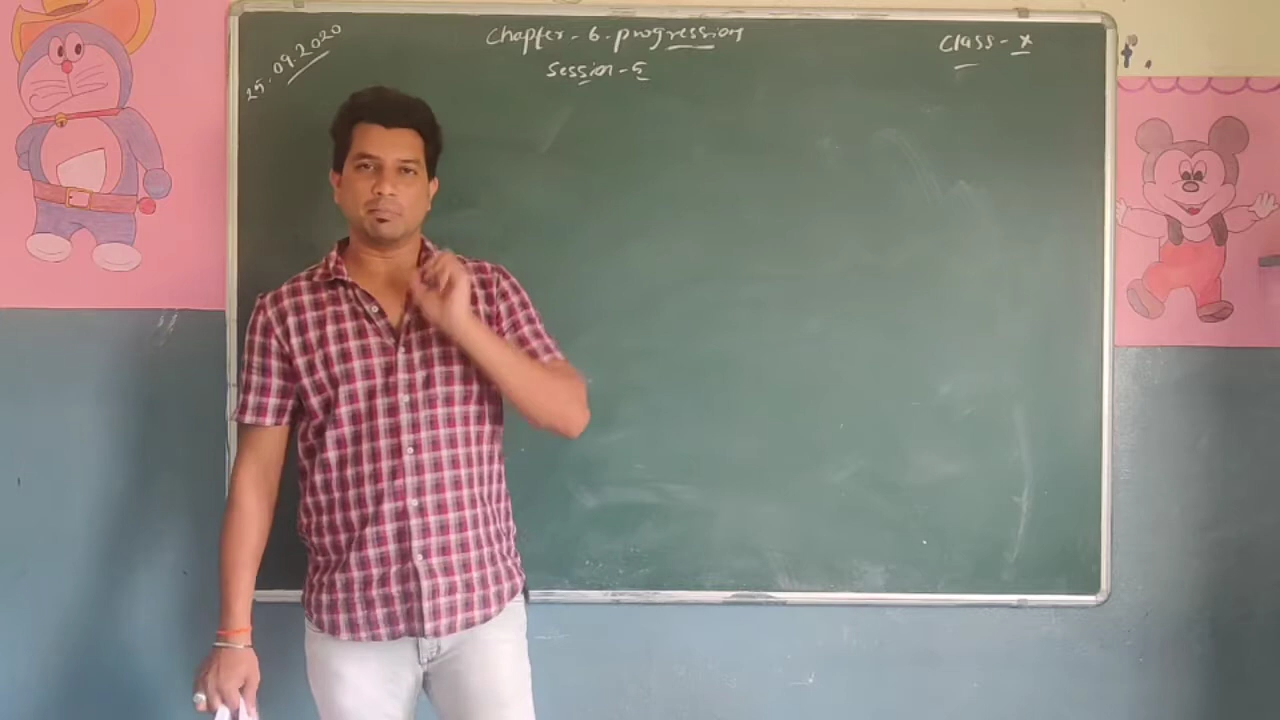 25.09.2020
Chapter - 6. progression
Class - X
Session - 5